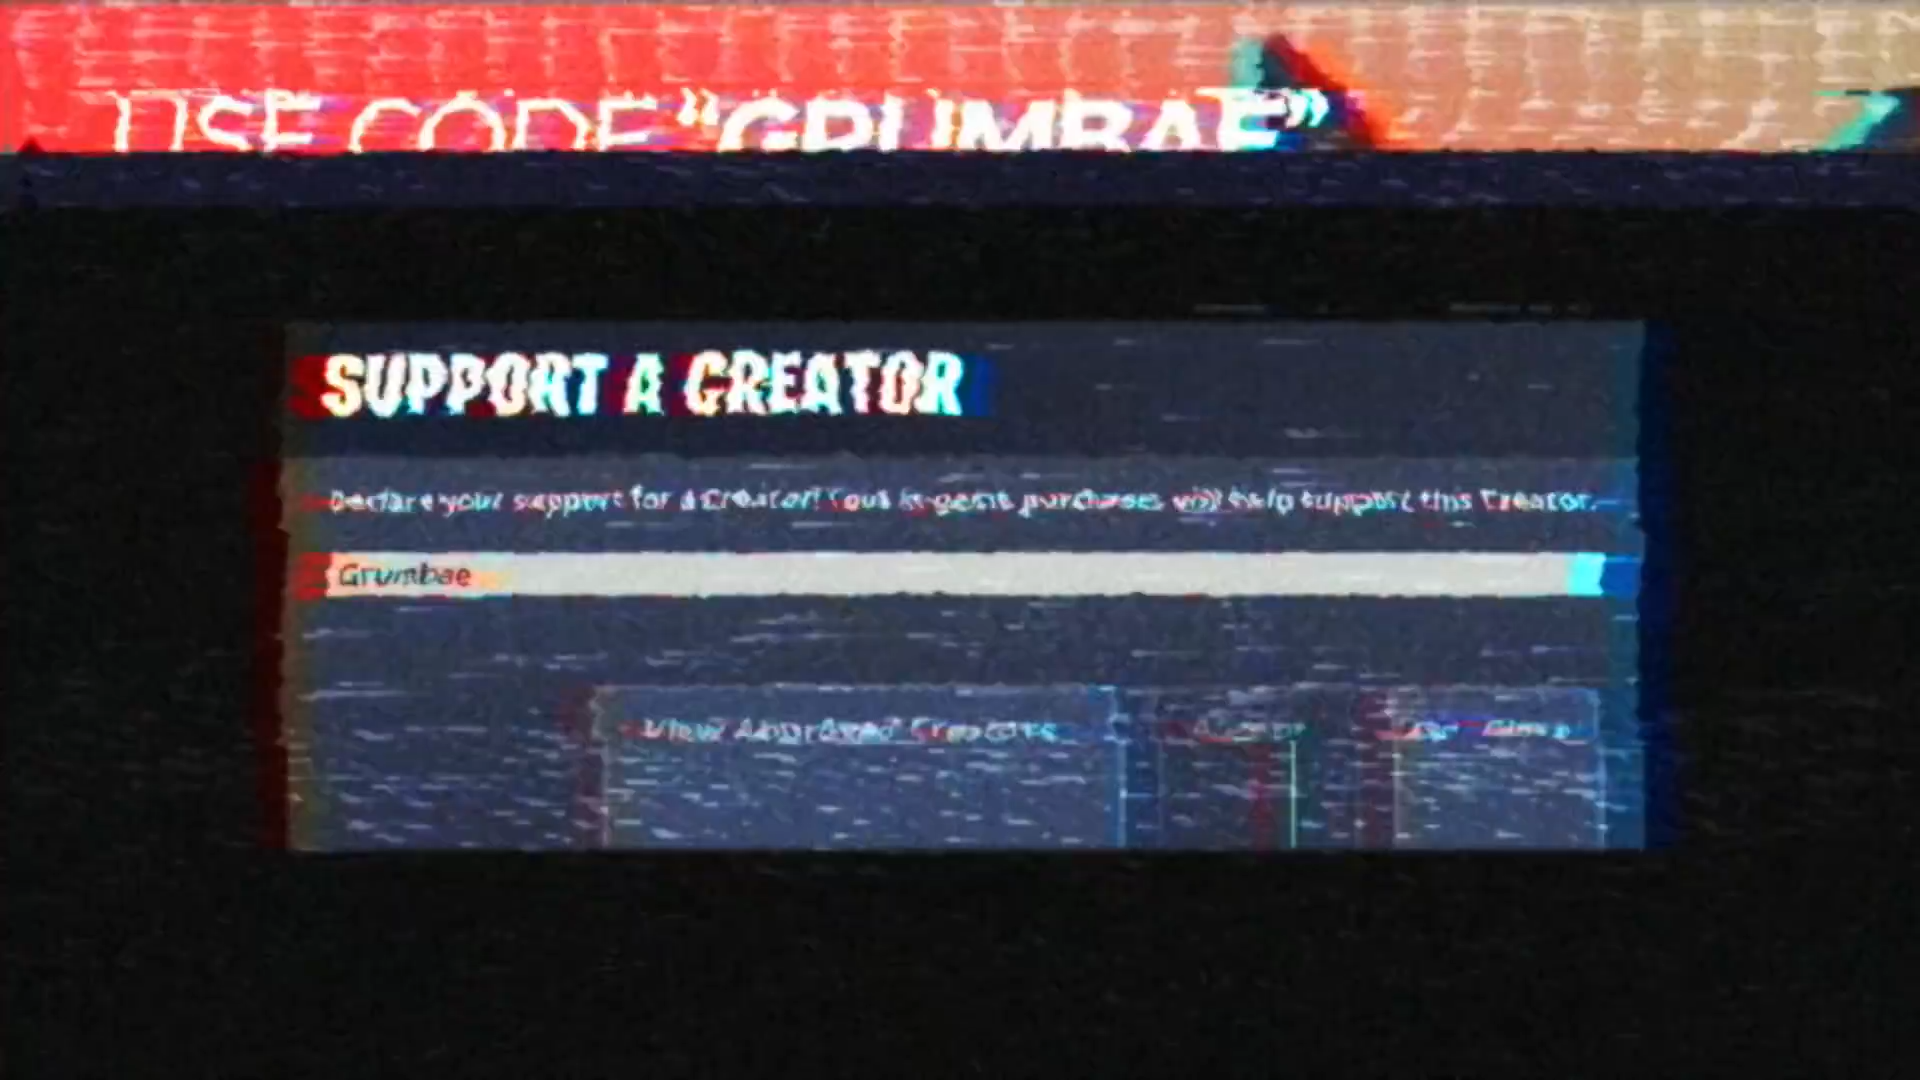 USE CODE “GRUMBAE”
SUPPORT A CREATOR
Declare your support for a Creator! Your in-game purchases will help support this Creator.
Grumbae
View Approved Creators